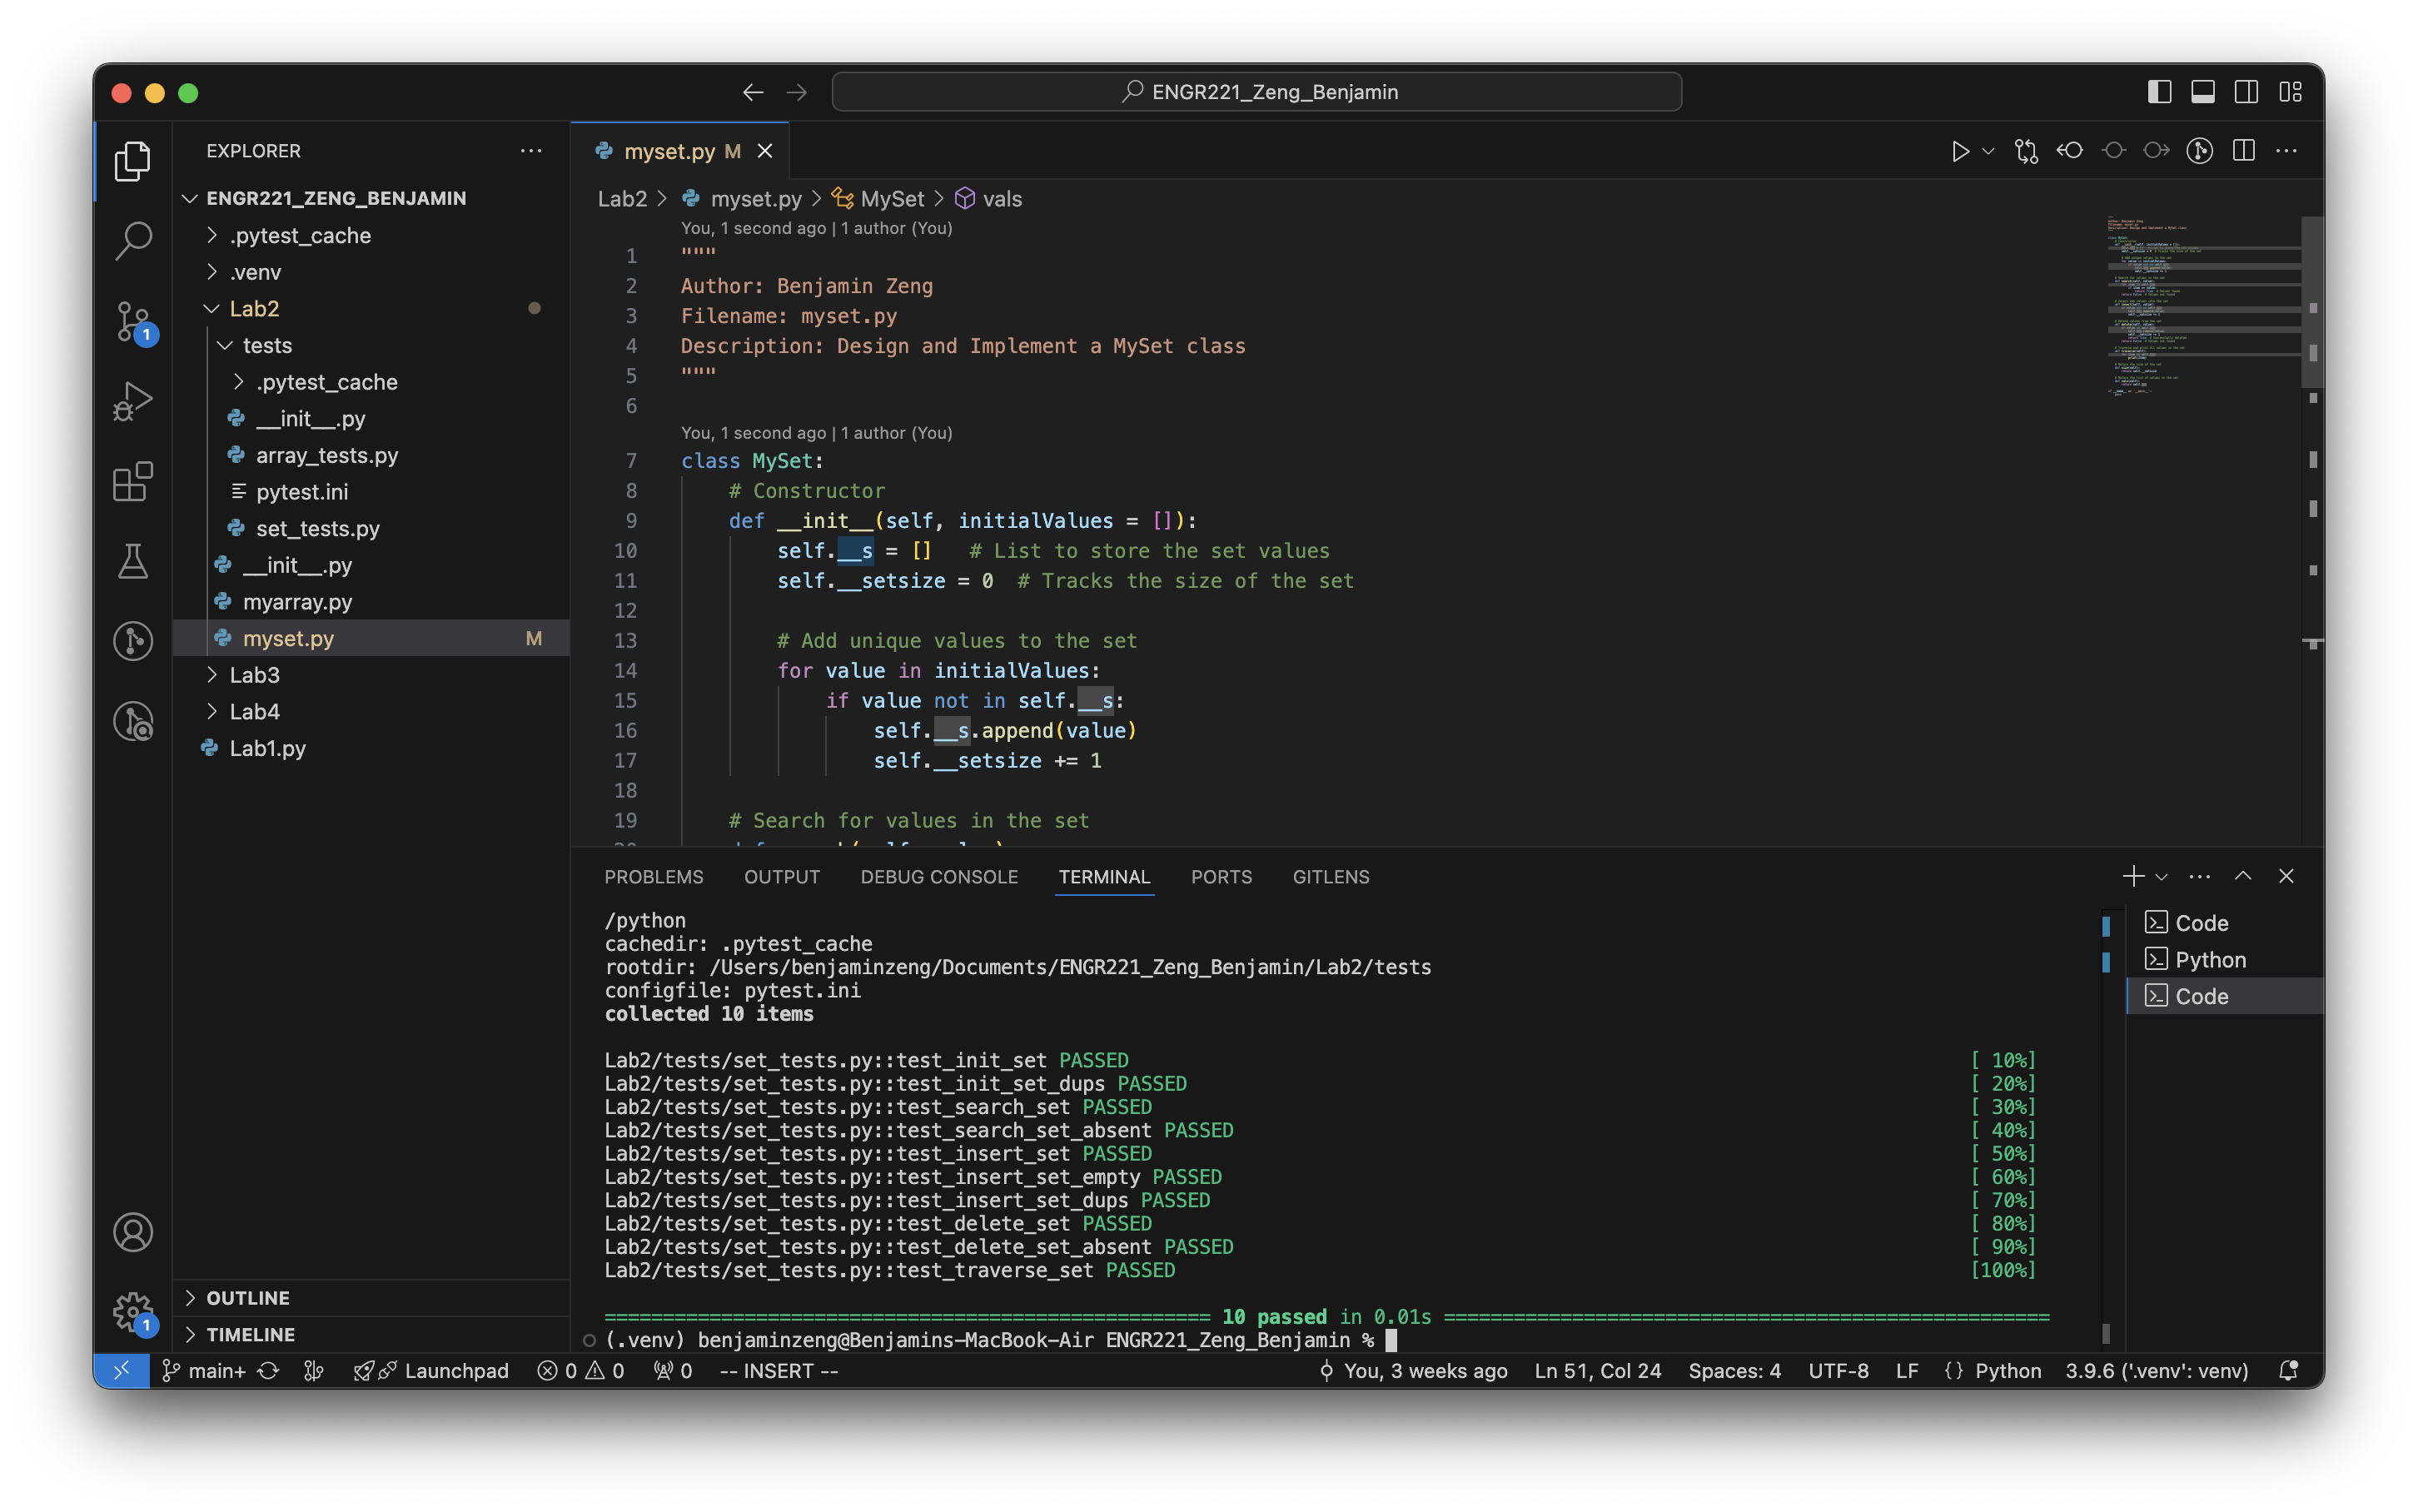 ENGR221_Zeng_Benjamin
EXPLORER
ENGR221_ZENG_BENJAMIN
.pytest_cache
.venv
Lab2
tests
.pytest_cache
__init__.py
array_tests.py
pytest.ini
set_tests.py
__init__.py
myarray.py
myset.py M
Lab3
Lab4
Lab1.py
OUTLINE
TIMELINE
1
1
myset.py M
Lab2 > myset.py > MySet > vals
You, 1 second ago | 1 author (You)
1 """
2 Author: Benjamin Zeng
3 Filename: myset.py
4 Description: Design and Implement a MySet class
5 """
6
You, 1 second ago | 1 author (You)
7 class MySet:
8 # Constructor
9 def __init__(self, initialValues = []):
10 self.__s = [] # List to store the set values
11 self.__setsize = 0 # Tracks the size of the set
12
13 # Add unique values to the set
14 for value in initialValues:
15 if value not in self.__s:
16 self.__s.append(value)
17 self.__setsize += 1
18
19 # Search for values in the set
PROBLEMS OUTPUT DEBUG CONSOLE TERMINAL PORTS GITLENS
/python
cachedir: .pytest_cache
rootdir: /Users/benjaminzeng/Documents/ENGR221_Zeng_Benjamin/Lab2/tests
configfile: pytest.ini
collected 10 items
Lab2/tests/set_tests.py::test_init_set PASSED [ 10%]
Lab2/tests/set_tests.py::test_init_set_dups PASSED [ 20%]
Lab2/tests/set_tests.py::test_search_set PASSED [ 30%]
Lab2/tests/set_tests.py::test_search_set_absent PASSED [ 40%]
Lab2/tests/set_tests.py::test_insert_set PASSED [ 50%]
Lab2/tests/set_tests.py::test_insert_set_empty PASSED [ 60%]
Lab2/tests/set_tests.py::test_insert_set_dups PASSED [ 70%]
Lab2/tests/set_tests.py::test_delete_set PASSED [ 80%]
Lab2/tests/set_tests.py::test_delete_set_absent PASSED [ 90%]
Lab2/tests/set_tests.py::test_traverse_set PASSED [100%]
==================================================== 10 passed in 0.01s ====================================================
(.venv) benjaminzeng@Benjamins-MacBook-Air ENGR221_Zeng_Benjamin %
Code
Python
Code
main+ Launchpad 0 0 0 -- INSERT -- You, 3 weeks ago Ln 51, Col 24 Spaces: 4 UTF-8 LF {} Python 3.9.6 ('.venv': venv)